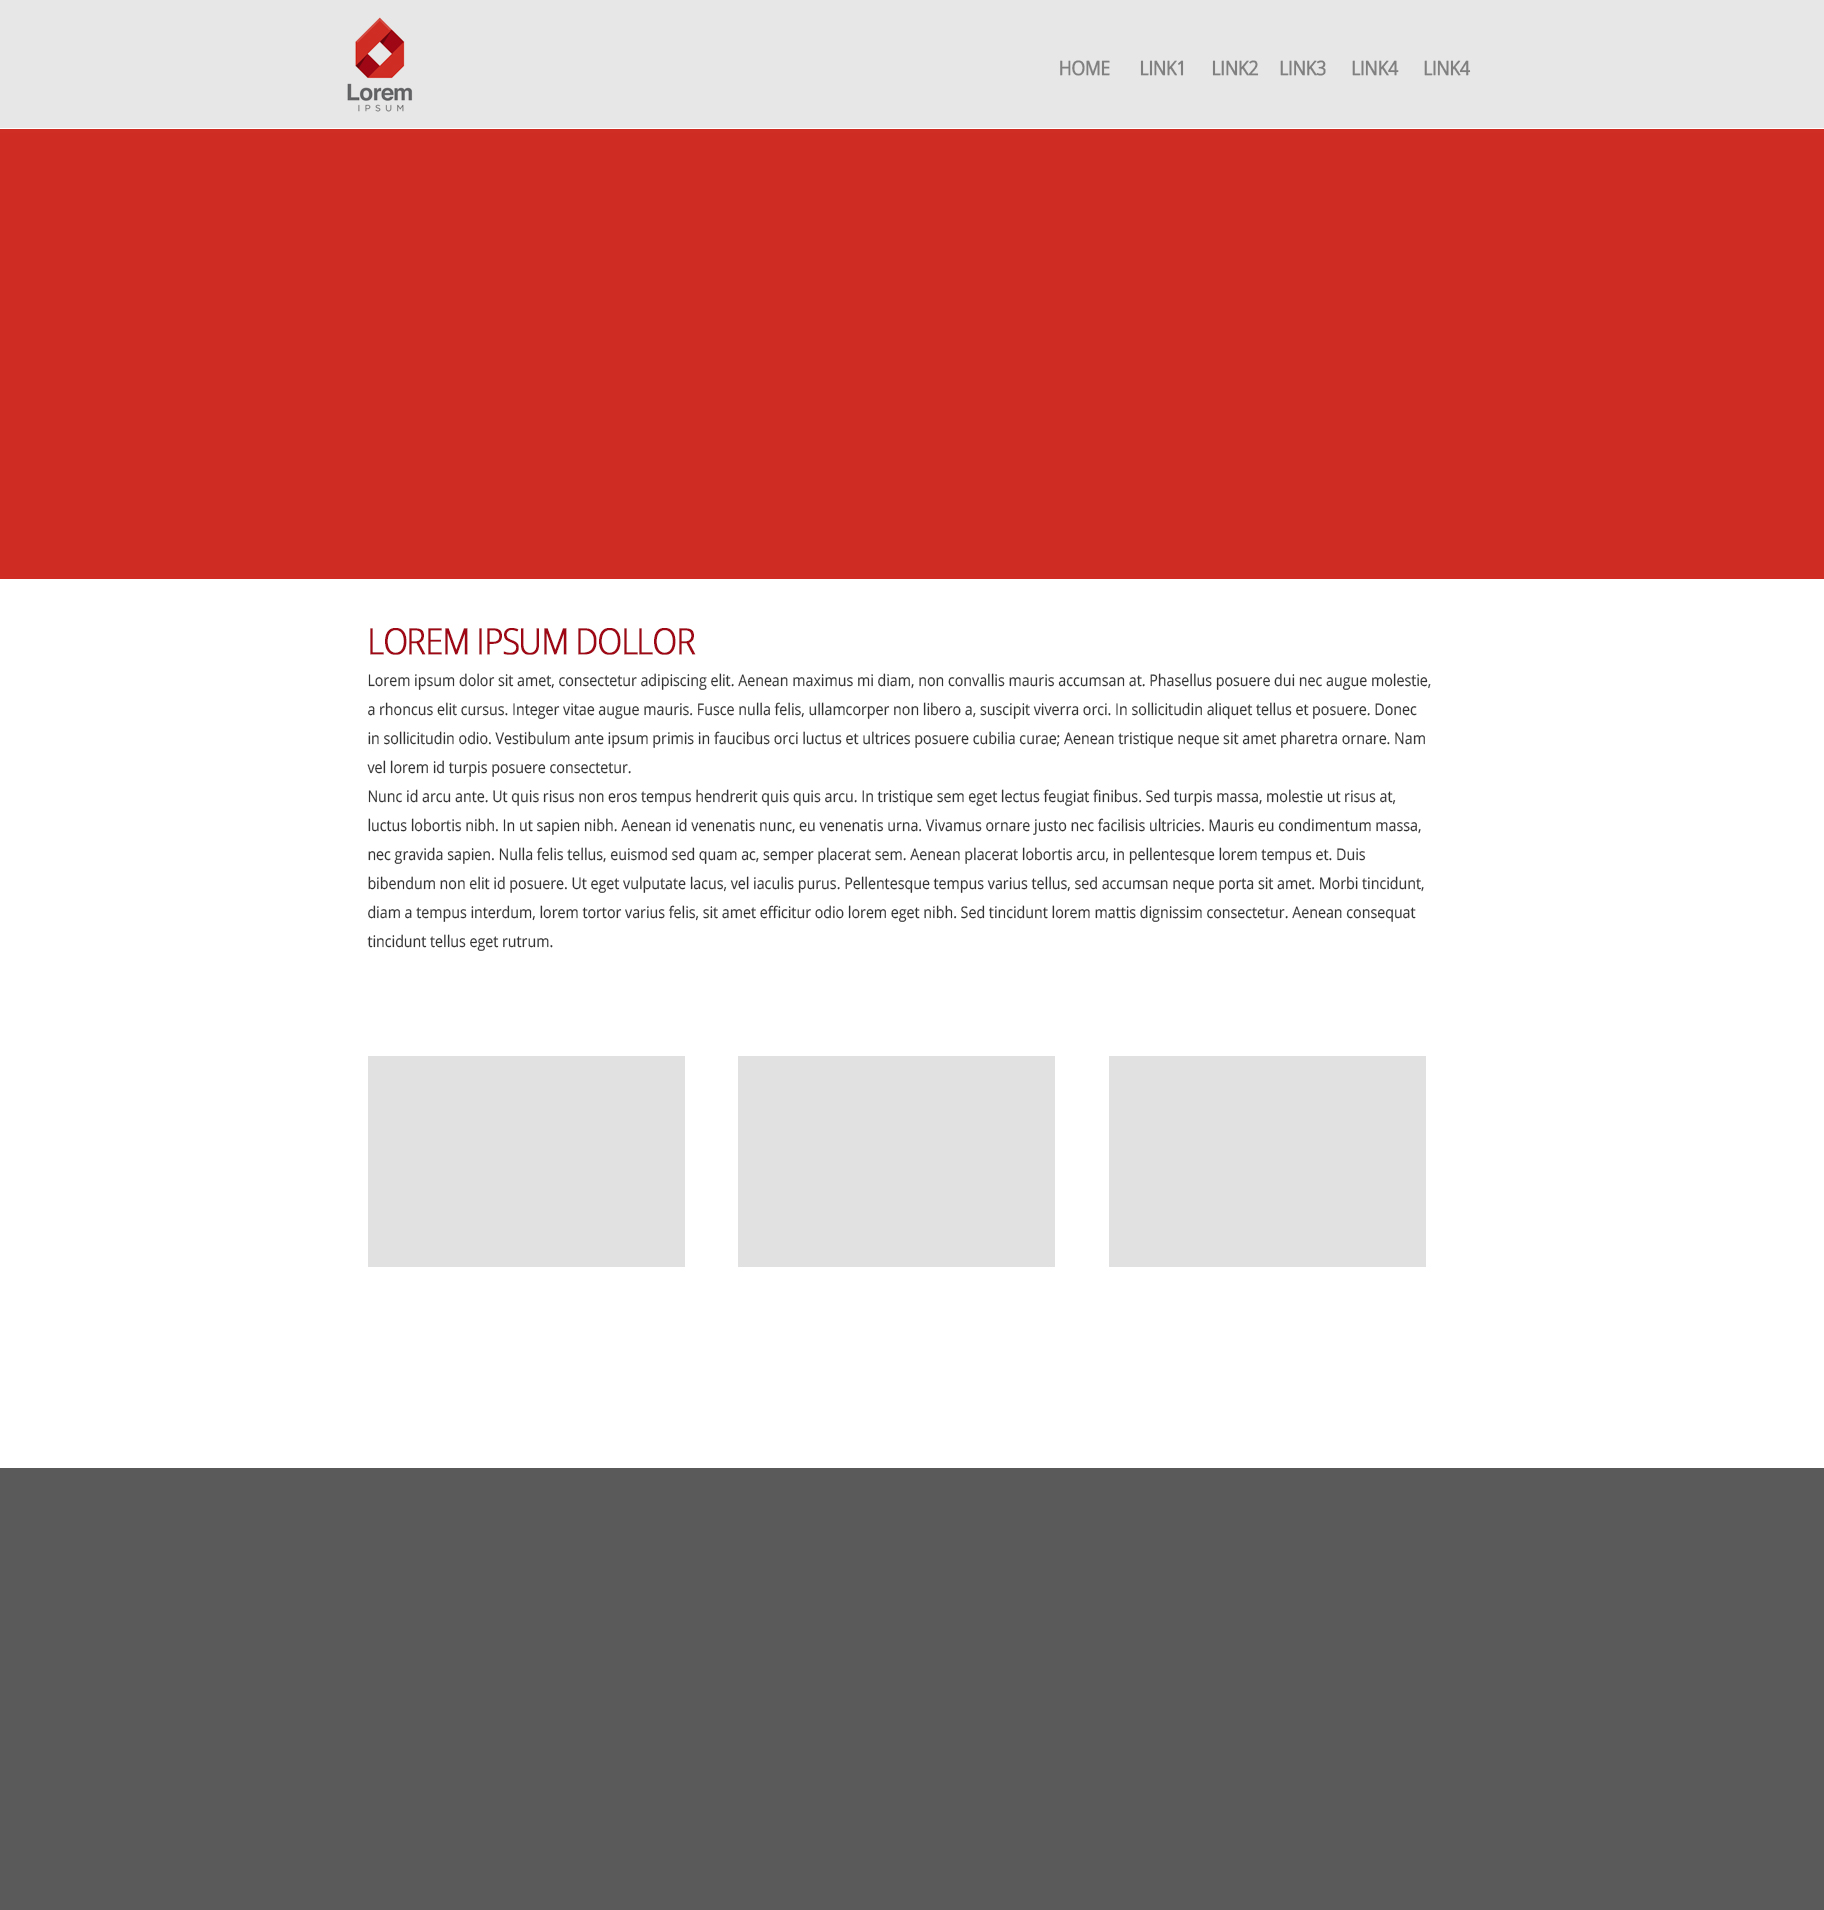 Lorem
IPSUM
HOME LINK1 LINK2 LINK3 LINK4 LINK4
LOREM IPSUM DOLLOR
Lorem ipsum dolor sit amet, consectetur adipiscing elit. Aenean maximus mi diam, non convallis mauris accumsan at. Phasellus posuere dui nec augue molestie,
a rhoncus elit cursus. Integer vitae augue mauris. Fusce nulla felis, ullamcorper non libero a, suscipit viverra orci. In sollicitudin aliquet tellus et posuere. Donec
in sollicitudin odio. Vestibulum ante ipsum primis in faucibus orci luctus et ultrices posuere cubilia curae; Aenean tristique neque sit amet pharetra ornare. Nam
vel lorem id turpis posuere consectetur.
Nunc id arcu ante. Ut quis risus non eros tempus hendrerit quis quis arcu. In tristique sem eget lectus feugiat finibus. Sed turpis massa, molestie ut risus at,
luctus lobortis nibh. In ut sapien nibh. Aenean id venenatis nunc, eu venenatis urna. Vivamus ornare justo nec facilisis ultricies. Mauris eu condimentum massa,
nec gravida sapien. Nulla felis tellus, euismod sed quam ac, semper placerat sem. Aenean placerat lobortis arcu, in pellentesque lorem tempus et. Duis
bibendum non elit id posuere. Ut eget vulputate lacus, vel iaculis purus. Pellentesque tempus varius tellus, sed accumsan neque porta sit amet. Morbi tincidunt,
diam a tempus interdum, lorem tortor varius felis, sit amet efficitur odio lorem eget nibh. Sed tincidunt lorem mattis dignissim consectetur. Aenean consequat
tincidunt tellus eget rutrum.